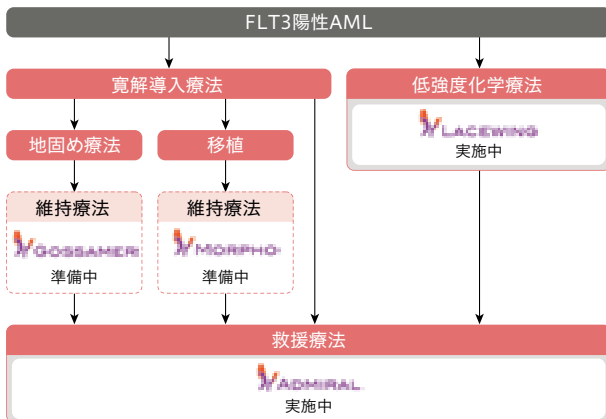 FLT3陽性AML
寛解導入療法
低強度化学療法
LACEWING
実施中
地固め療法
移植
維持療法
GOSSAMER
準備中
維持療法
MORPHO
準備中
救援療法
ADMIRAL
実施中